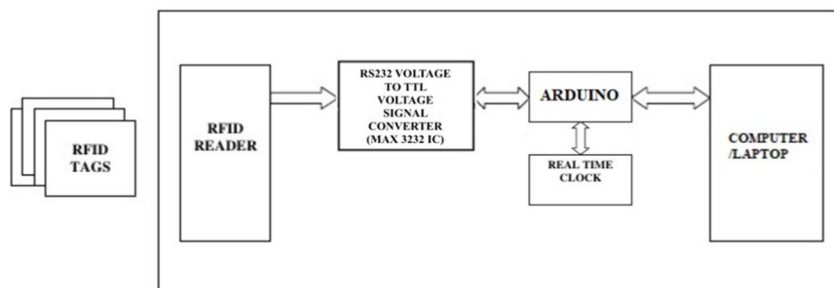 RFID
TAGS
RFID
READER
RS232 VOLTAGE
TO TTL
VOLTAGE
SIGNAL
CONVERTER
(MAX 3232 IC)
ARDUINO
REAL TIME
CLOCK
COMPUTER
/LAPTOP